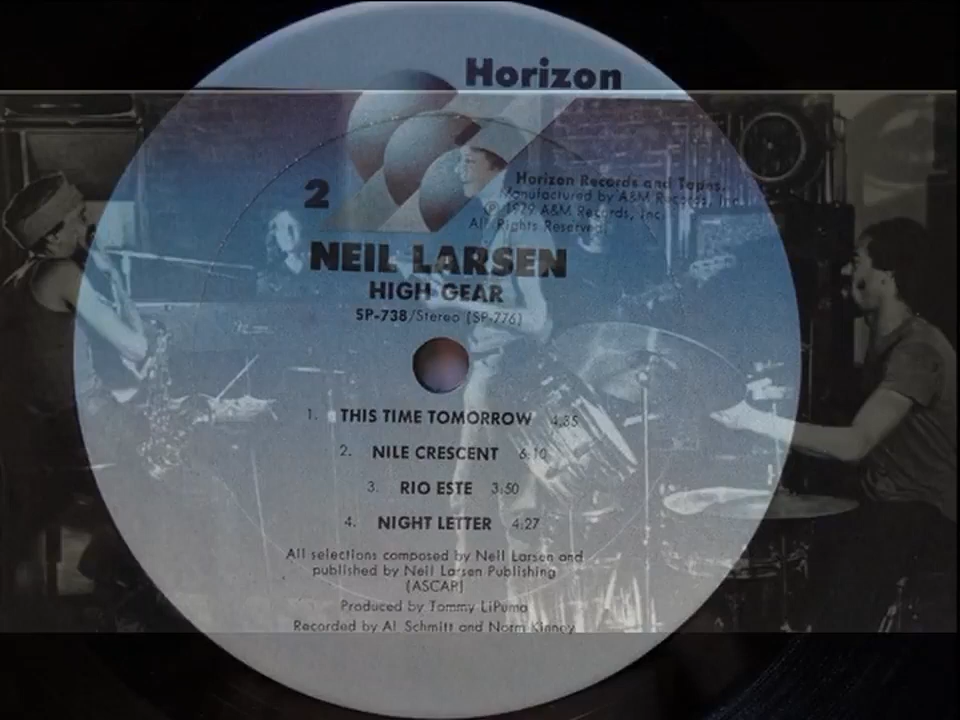 Horizon
2
Horizon Records and Tapes.
Manufactured by A&M Records, Inc.
℗ 1979 A&M Records, Inc.
All Rights Reserved.
NEIL LARSEN
HIGH GEAR
SP-738/Stereo (SP-776)
1. THIS TIME TOMORROW 4:35
2. NILE CRESCENT 6:10
3. RIO ESTE 3:50
4. NIGHT LETTER 4:27
All selections composed by Neil Larsen and
published by Neil Larsen Publishing
(ASCAP)
Produced by Tommy LiPuma
Recorded by Al Schmitt and Norm Kinney